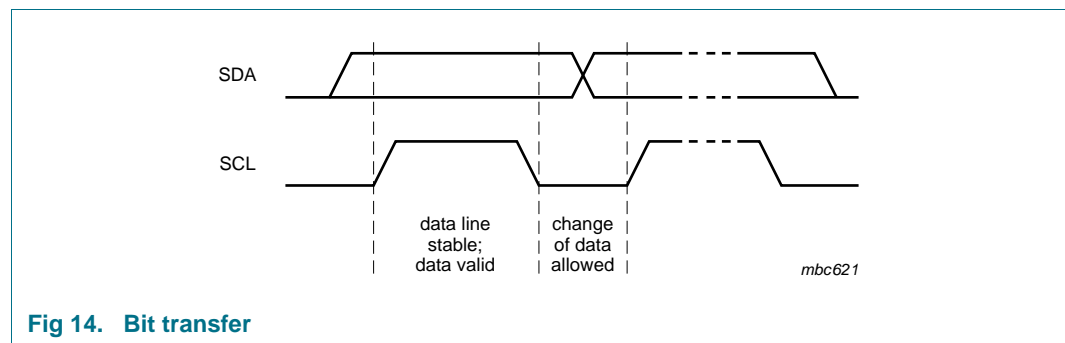 SDA
SCL
data line
stable;
data valid
change
of data
allowed
mbc621
Fig 14. Bit transfer